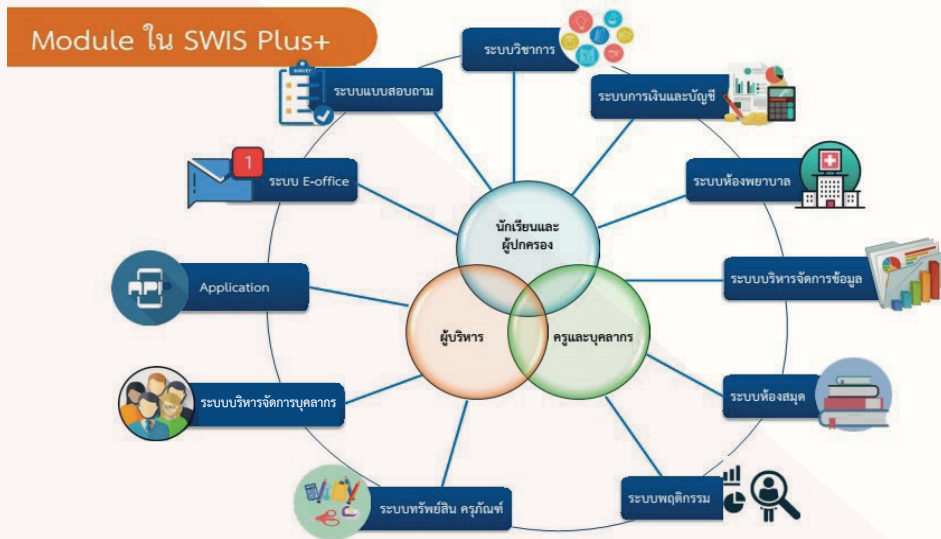 Module ใน SWIS Plus+
ระบบวิชาการ
ระบบการเงินและบัญชี
ระบบห้องพยาบาล
ระบบบริหารจัดการข้อมูล
ระบบห้องสมุด
ระบบพฤติกรรม
ระบบทรัพย์สิน ครุภัณฑ์
ระบบบริหารจัดการบุคลากร
Application
API
ระบบ E-office
1
ระบบแบบสอบถาม
SURVEY
นักเรียนและ
ผู้ปกครอง
ผู้บริหาร
ครูและบุคลากร